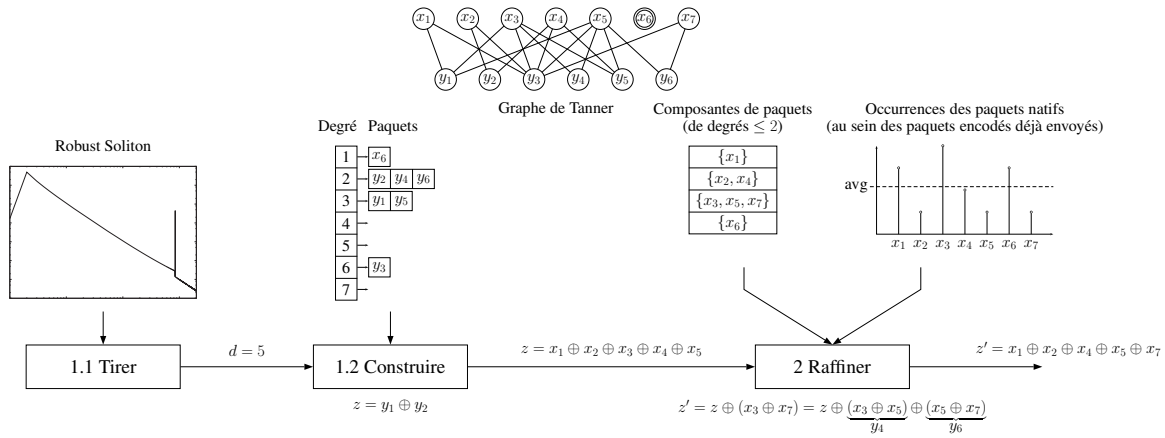 x₁ x₂ x₃ x₄ x₅ x₆ x₇
y₁ y₂ y₃ y₄ y₅ y₆
Graphe de Tanner
Robust Soliton
Degré Paquets
1 x₆
2 y₂ y₄ y₆
3 y₁ y₅
4
5
6 y₃
7
Composantes de paquets
(de degrés ≤ 2)
{x₁}
{x₂, x₄}
{x₃, x₅, x₇}
{x₆}
Occurrences des paquets natifs
(au sein des paquets encodés déjà envoyés)
avg
x₁ x₂ x₃ x₄ x₅ x₆ x₇
1.1 Tirer
d = 5
1.2 Construire
z = y₁ ⊕ y₂
z = x₁ ⊕ x₂ ⊕ x₃ ⊕ x₄ ⊕ x₅
2 Raffiner
z′ = z ⊕ (x₃ ⊕ x₇) = z ⊕ (x₃ ⊕ x₅) ⊕ (x₅ ⊕ x₇)
y₄ y₆
z′ = x₁ ⊕ x₂ ⊕ x₄ ⊕ x₅ ⊕ x₇